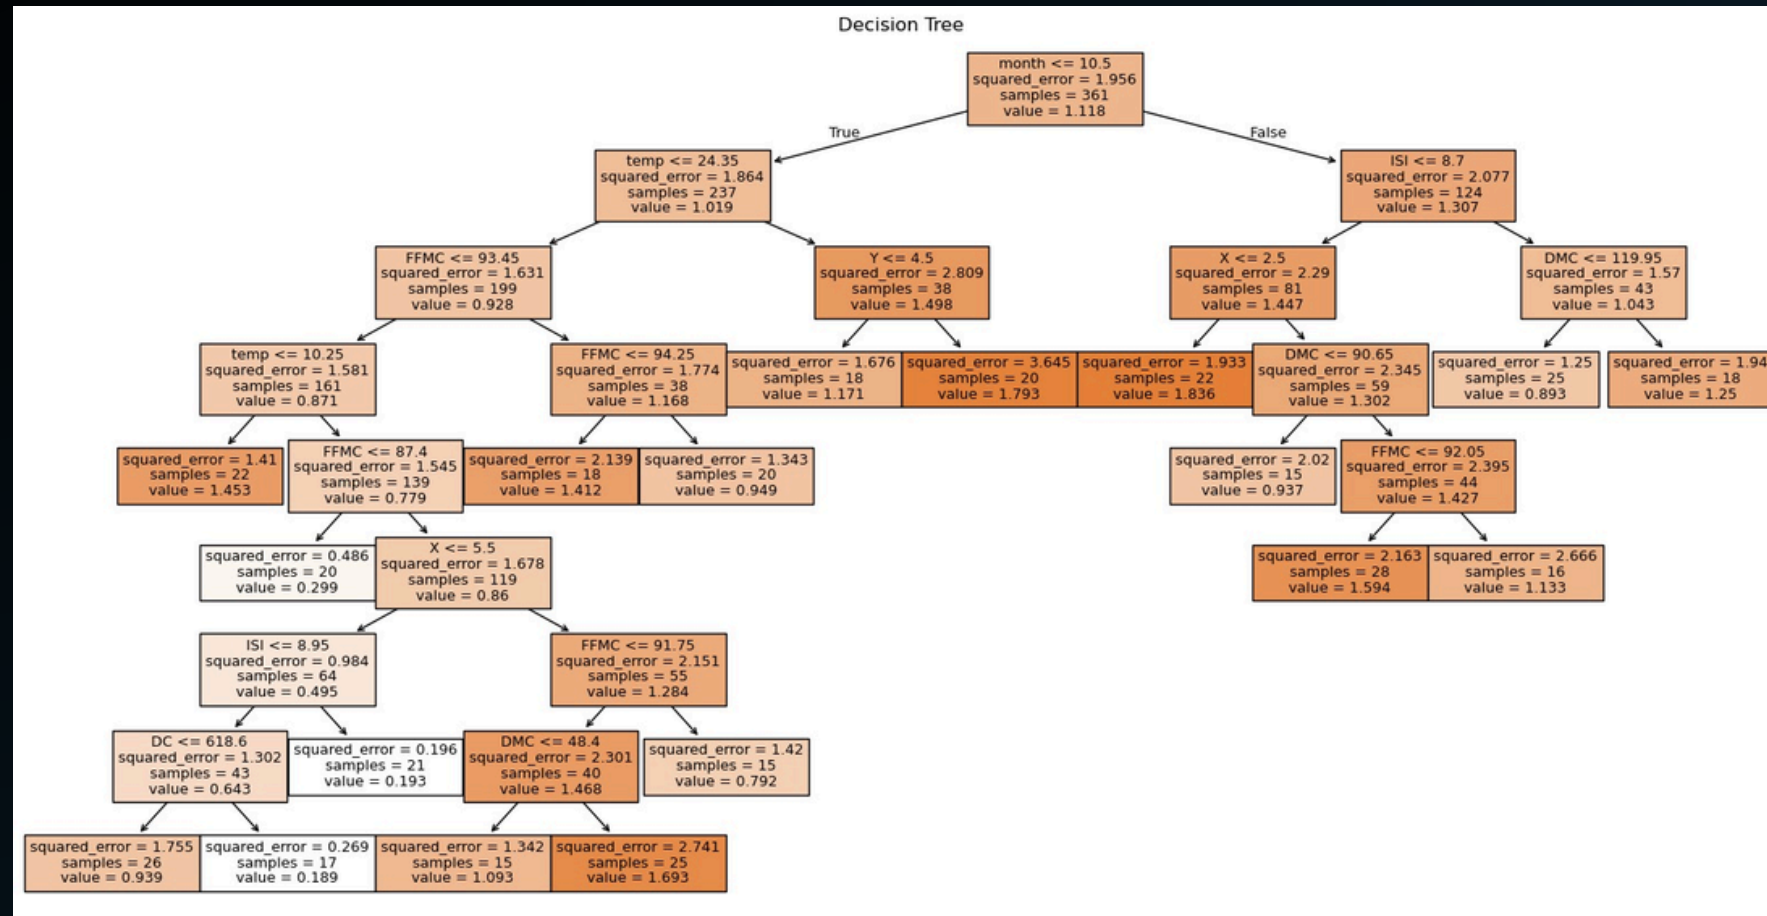 Decision Tree
month <= 10.5
squared_error = 1.956
samples = 361
value = 1.118
True
False
temp <= 24.35
squared_error = 1.864
samples = 237
value = 1.019
ISI <= 8.7
squared_error = 2.077
samples = 124
value = 1.307
FFMC <= 93.45
squared_error = 1.631
samples = 199
value = 0.928
Y <= 4.5
squared_error = 2.809
samples = 38
value = 1.498
X <= 2.5
squared_error = 2.29
samples = 81
value = 1.447
DMC <= 119.95
squared_error = 1.57
samples = 43
value = 1.043
temp <= 10.25
squared_error = 1.581
samples = 161
value = 0.871
FFMC <= 94.25
squared_error = 1.774
samples = 38
value = 1.168
squared_error = 1.676
samples = 18
value = 1.171
squared_error = 3.645
samples = 20
value = 1.793
squared_error = 1.933
samples = 22
value = 1.836
DMC <= 90.65
squared_error = 2.345
samples = 59
value = 1.302
squared_error = 1.25
samples = 25
value = 0.893
squared_error = 1.94
samples = 18
value = 1.25
squared_error = 1.41
samples = 22
value = 1.453
FFMC <= 87.4
squared_error = 1.545
samples = 139
value = 0.779
squared_error = 2.139
samples = 18
value = 1.412
squared_error = 1.343
samples = 20
value = 0.949
squared_error = 2.02
samples = 15
value = 0.937
FFMC <= 92.05
squared_error = 2.395
samples = 44
value = 1.427
squared_error = 0.486
samples = 20
value = 0.299
X <= 5.5
squared_error = 1.678
samples = 119
value = 0.86
squared_error = 2.163
samples = 28
value = 1.594
squared_error = 2.666
samples = 16
value = 1.133
ISI <= 8.95
squared_error = 0.984
samples = 64
value = 0.495
FFMC <= 91.75
squared_error = 2.151
samples = 55
value = 1.284
DC <= 618.6
squared_error = 1.302
samples = 43
value = 0.643
squared_error = 0.196
samples = 21
value = 0.193
DMC <= 48.4
squared_error = 2.301
samples = 40
value = 1.468
squared_error = 1.42
samples = 15
value = 0.792
squared_error = 1.755
samples = 26
value = 0.939
squared_error = 0.269
samples = 17
value = 0.189
squared_error = 1.342
samples = 15
value = 1.093
squared_error = 2.741
samples = 25
value = 1.693